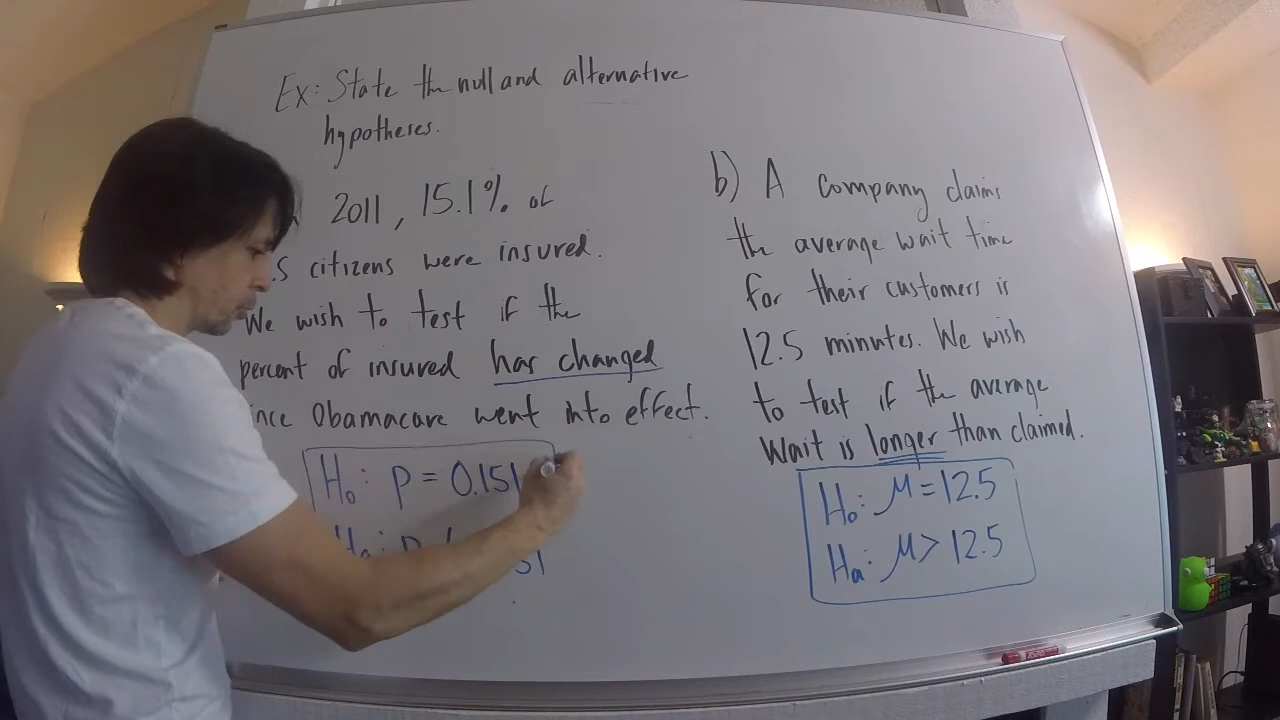 Ex: State the null and alternative
hypotheses.
2011, 15.1% of
.S citizens were insured.
We wish to test if the
percent of insured has changed
nce Obamacare went into effect.
H₀: p = 0.151
Ha: p
51
b) A company claims
the average wait time
for their customers is
12.5 minutes. We wish
to test if the average
Wait is longer than claimed.
H₀: μ = 12.5
Ha: μ > 12.5